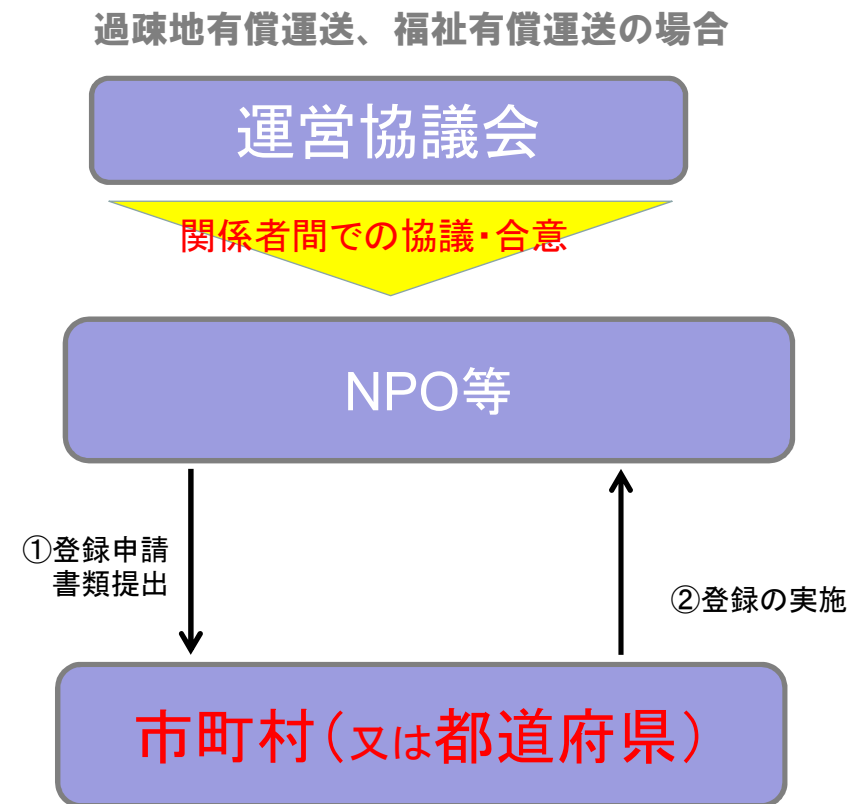 過疎地有償運送、福祉有償運送の場合
運営協議会
関係者間での協議・合意
NPO等
①登録申請
書類提出
②登録の実施
市町村(又は都道府県)